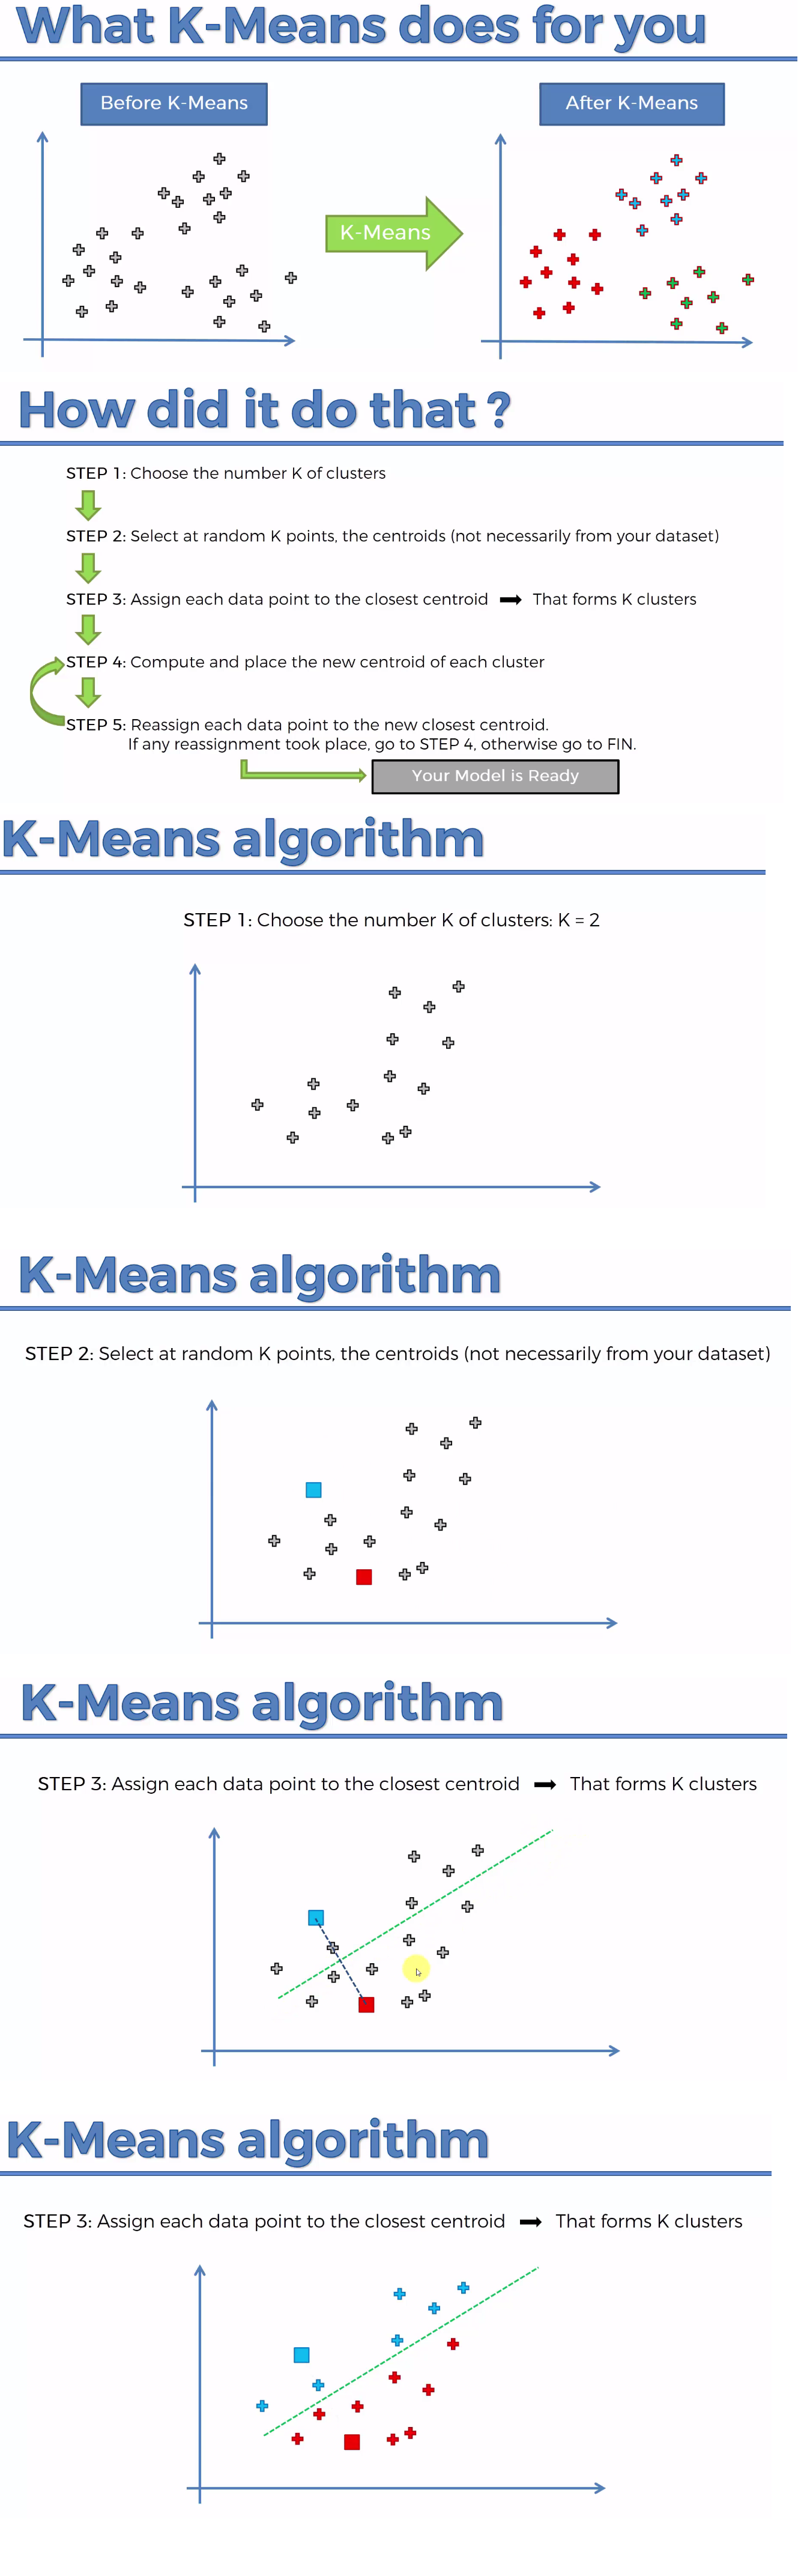 What K-Means does for you
Before K-Means
After K-Means
K-Means
How did it do that ?
STEP 1: Choose the number K of clusters
STEP 2: Select at random K points, the centroids (not necessarily from your dataset)
STEP 3: Assign each data point to the closest centroid ➡ That forms K clusters
STEP 4: Compute and place the new centroid of each cluster
STEP 5: Reassign each data point to the new closest centroid.
If any reassignment took place, go to STEP 4, otherwise go to FIN.
Your Model is Ready
K-Means algorithm
STEP 1: Choose the number K of clusters: K = 2
K-Means algorithm
STEP 2: Select at random K points, the centroids (not necessarily from your dataset)
K-Means algorithm
STEP 3: Assign each data point to the closest centroid ➡ That forms K clusters
K-Means algorithm
STEP 3: Assign each data point to the closest centroid ➡ That forms K clusters